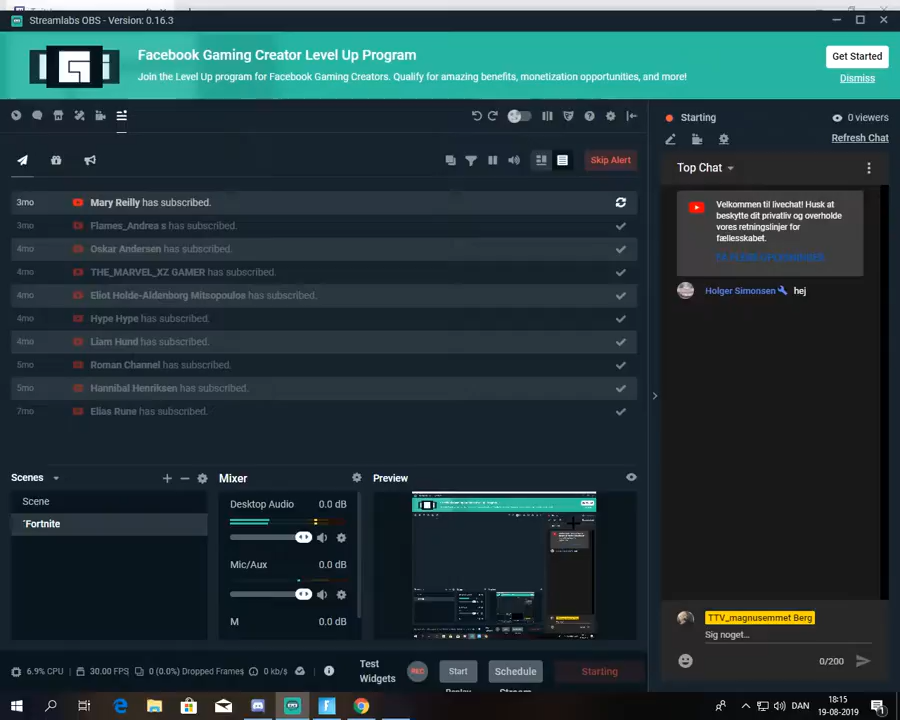 Streamlabs OBS - Version: 0.16.3
Facebook Gaming Creator Level Up Program
Join the Level Up program for Facebook Gaming Creators. Qualify for amazing benefits, monetization opportunities, and more!
Get Started
Dismiss
Starting
0 viewers
Refresh Chat
Skip Alert
Top Chat
3mo Mary Reilly has subscribed.
3mo Flames_Andrea s has subscribed.
4mo Oskar Andersen has subscribed.
4mo THE_MARVEL_XZ GAMER has subscribed.
4mo Eliot Holde-Aldenborg Mitsopoulos has subscribed.
4mo Hype Hype has subscribed.
4mo Liam Hund has subscribed.
5mo Roman Channel has subscribed.
5mo Hannibal Henriksen has subscribed.
7mo Elias Rune has subscribed.
Velkommen til livechat! Husk at
beskytte dit privatliv og overholde
vores retningslinjer for
fællesskabet.
Holger Simonsen hej
Scenes
Scene
'Fortnite
Mixer
Desktop Audio 0.0 dB
Mic/Aux 0.0 dB
M 0.0 dB
Preview
TTV_magnusemmet Berg
Sig noget...
0/200
6.9% CPU
30.00 FPS
0 (0.0%) Dropped Frames
0 kb/s
Test
Widgets
REC
Start
Replay
Schedule
Stream
Starting
DAN
18:15
19-08-2019
1